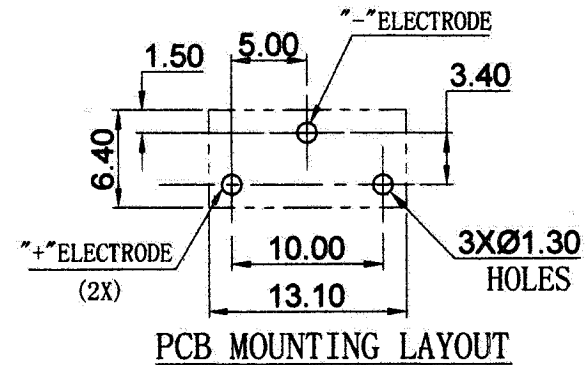 "-"ELECTRODE
5.00
1.50
3.40
6.40
"+"ELECTRODE
(2X)
10.00
3XØ1.30
HOLES
13.10
PCB MOUNTING LAYOUT